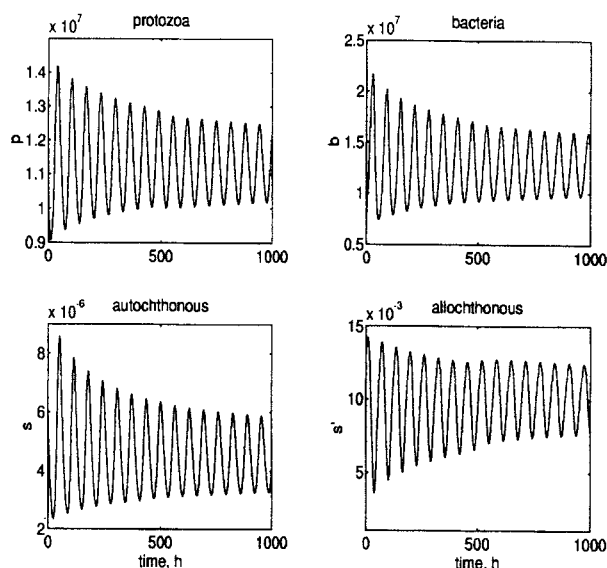 protozoa
x 10^7
p
1.4
1.3
1.2
1.1
1
0.9
0
500
1000
bacteria
x 10^7
b
2.5
2
1.5
1
0.5
0
500
1000
autochthonous
x 10^-6
s
8
6
4
2
0
500
1000
time, h
allochthonous
x 10^-3
s'
15
10
5
0
500
1000
time, h